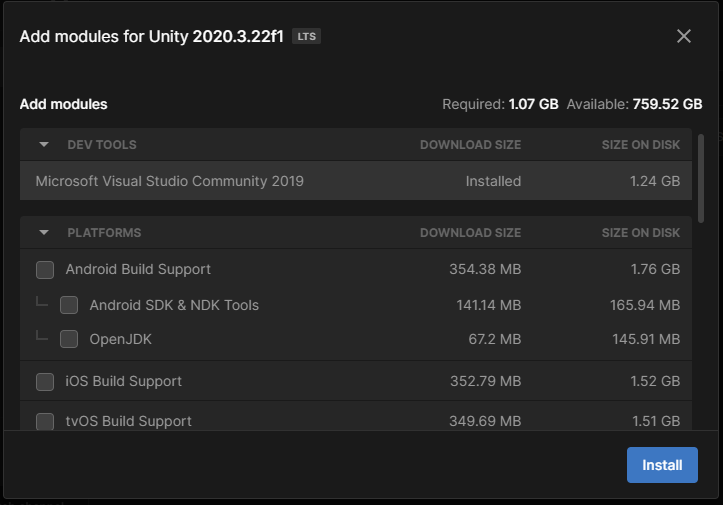 Add modules for Unity 2020.3.22f1 LTS
Add modules Required: 1.07 GB Available: 759.52 GB
DEV TOOLS DOWNLOAD SIZE SIZE ON DISK
Microsoft Visual Studio Community 2019 Installed 1.24 GB
PLATFORMS DOWNLOAD SIZE SIZE ON DISK
Android Build Support 354.38 MB 1.76 GB
Android SDK & NDK Tools 141.14 MB 165.94 MB
OpenJDK 67.2 MB 145.91 MB
iOS Build Support 352.79 MB 1.52 GB
tvOS Build Support 349.69 MB 1.51 GB
Install